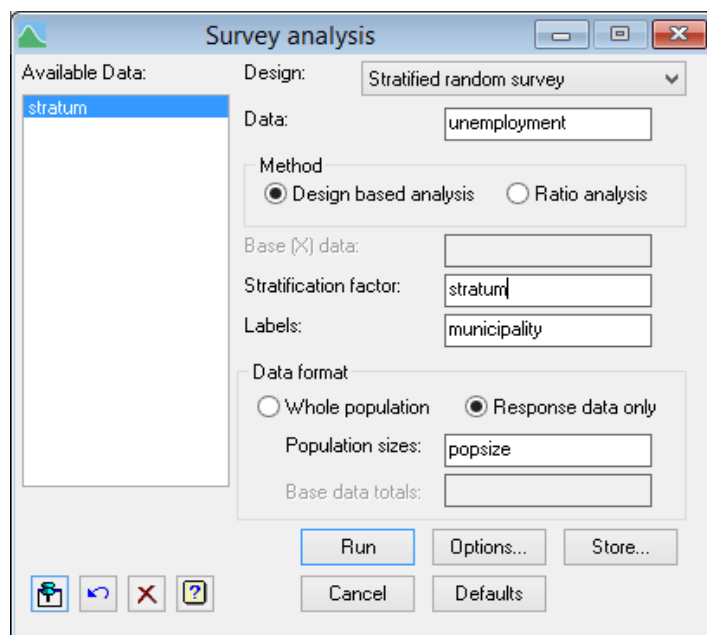 Survey analysis
Available Data:
stratum
Design:
Stratified random survey
Data:
unemployment
Method
Design based analysis
Ratio analysis
Base (X) data:
Stratification factor:
stratum
Labels:
municipality
Data format
Whole population
Response data only
Population sizes:
popsize
Base data totals:
Run
Options...
Store...
Cancel
Defaults